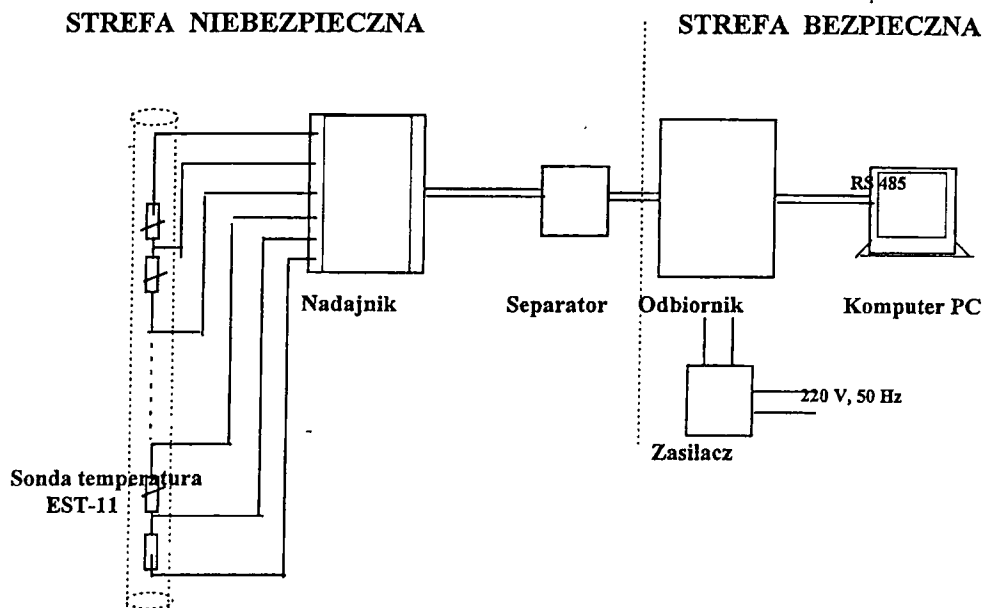 STREFA NIEBEZPIECZNA
STREFA BEZPIECZNA
RS 485
Nadajnik
Separator
Odbiornik
Komputer PC
220 V, 50 Hz
Zasilacz
Sonda temperatura
EST-11